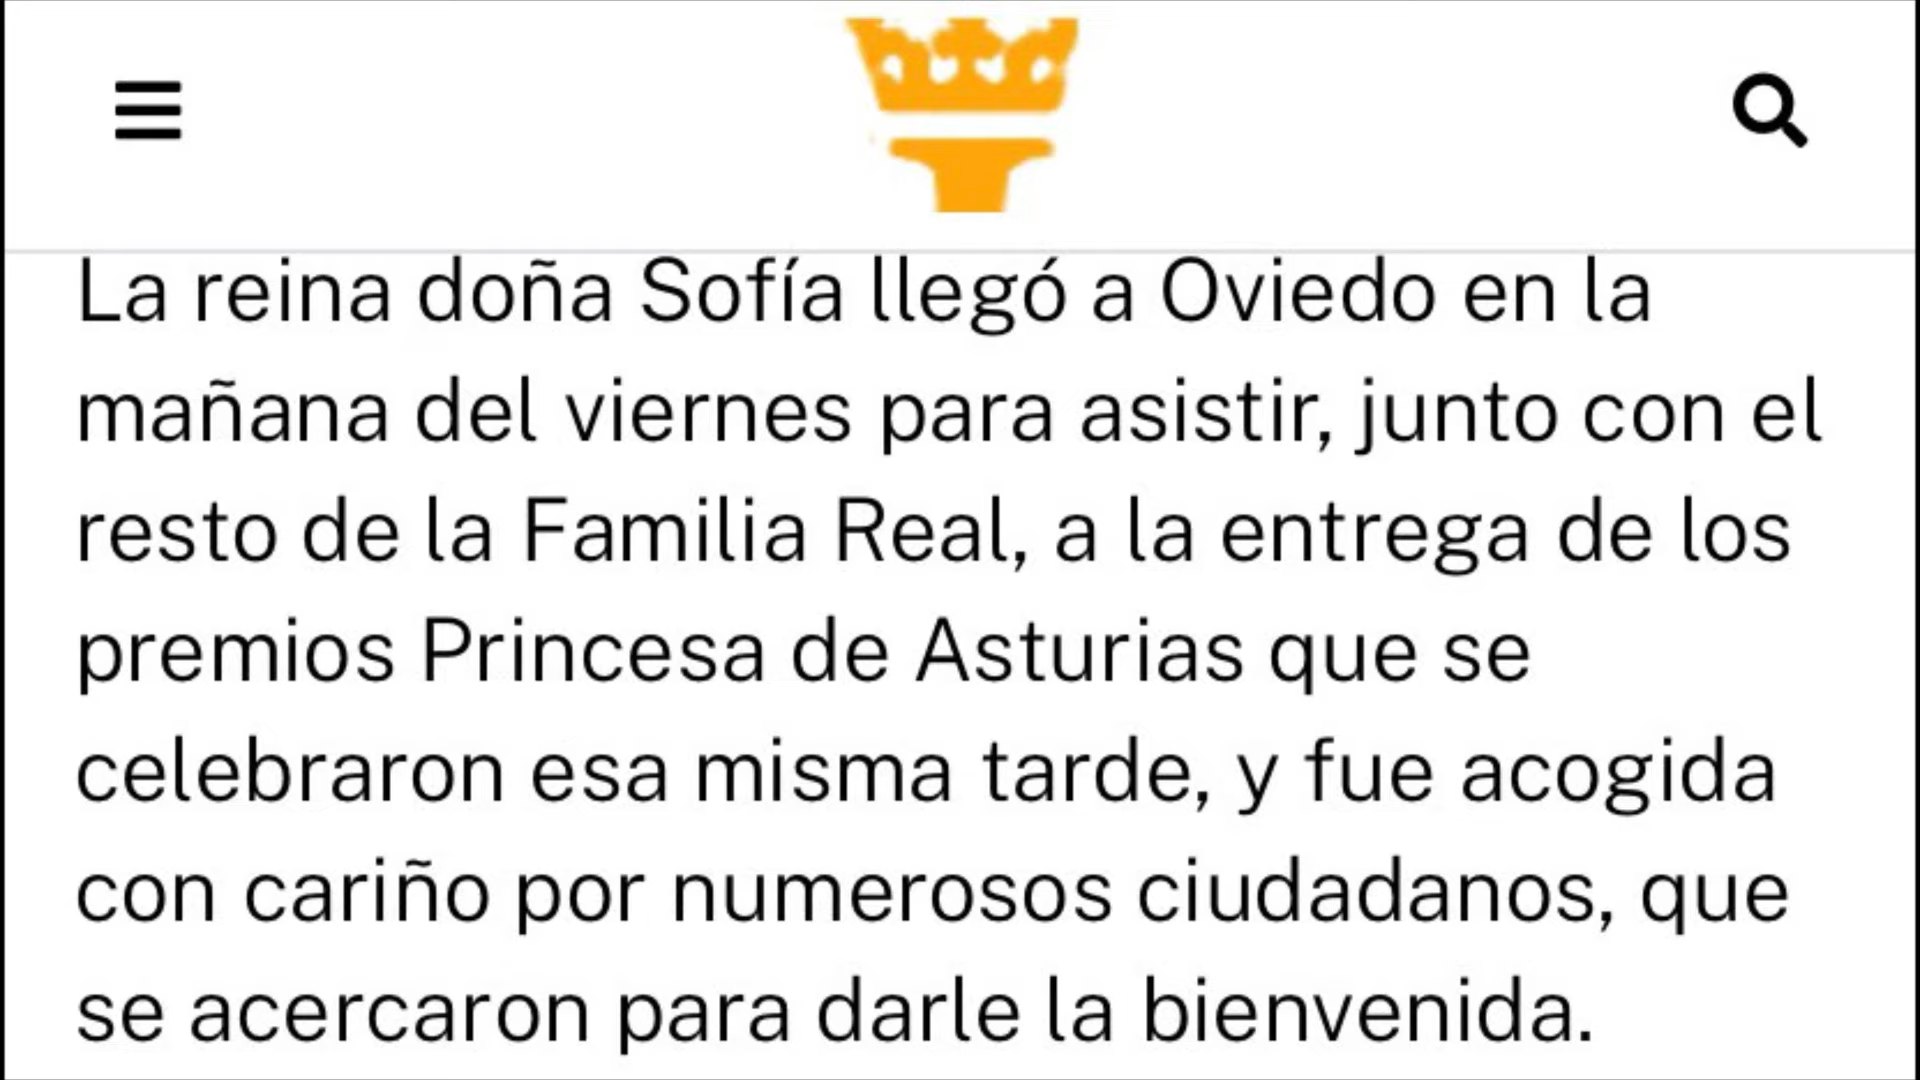 La reina doña Sofía llegó a Oviedo en la
mañana del viernes para asistir, junto con el
resto de la Familia Real, a la entrega de los
premios Princesa de Asturias que se
celebraron esa misma tarde, y fue acogida
con cariño por numerosos ciudadanos, que
se acercaron para darle la bienvenida.